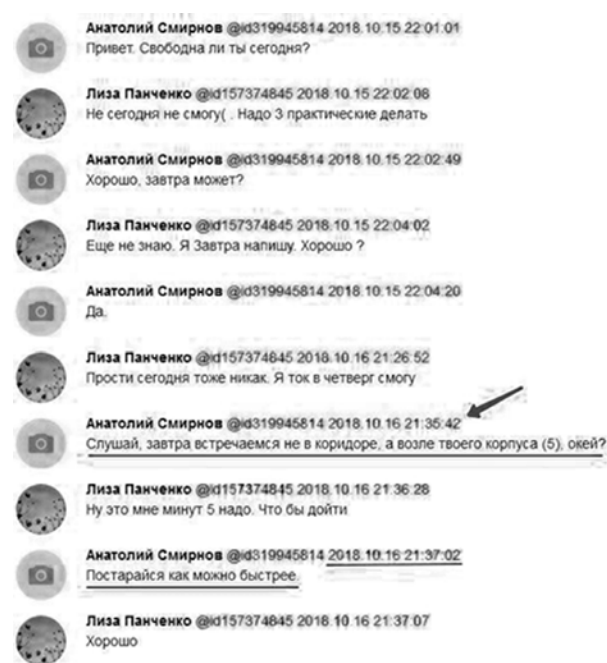 Анатолий Смирнов @id319945814 2018.10.15 22:01:01
Привет. Свободна ли ты сегодня?
Лиза Панченко @id157374845 2018.10.15 22:02:08
Не сегодня не смогу( . Надо 3 практические делать
Анатолий Смирнов @id319945814 2018.10.15 22:02:49
Хорошо, завтра может?
Лиза Панченко @id157374845 2018.10.15 22:04:02
Еще не знаю. Я Завтра напишу. Хорошо ?
Анатолий Смирнов @id319945814 2018.10.15 22:04:20
Да.
Лиза Панченко @id157374845 2018.10.16 21:26:52
Прости сегодня тоже никак. Я ток в четверг смогу
Анатолий Смирнов @id319945814 2018.10.16 21:35:42
Слушай, завтра встречаемся не в коридоре, а возле твоего корпуса (5), окей?
Лиза Панченко @id157374845 2018.10.16 21:36:28
Ну это мне минут 5 надо. Что бы дойти
Анатолий Смирнов @id319945814 2018.10.16 21:37:02
Постарайся как можно быстрее.
Лиза Панченко @id157374845 2018.10.16 21:37:07
Хорошо